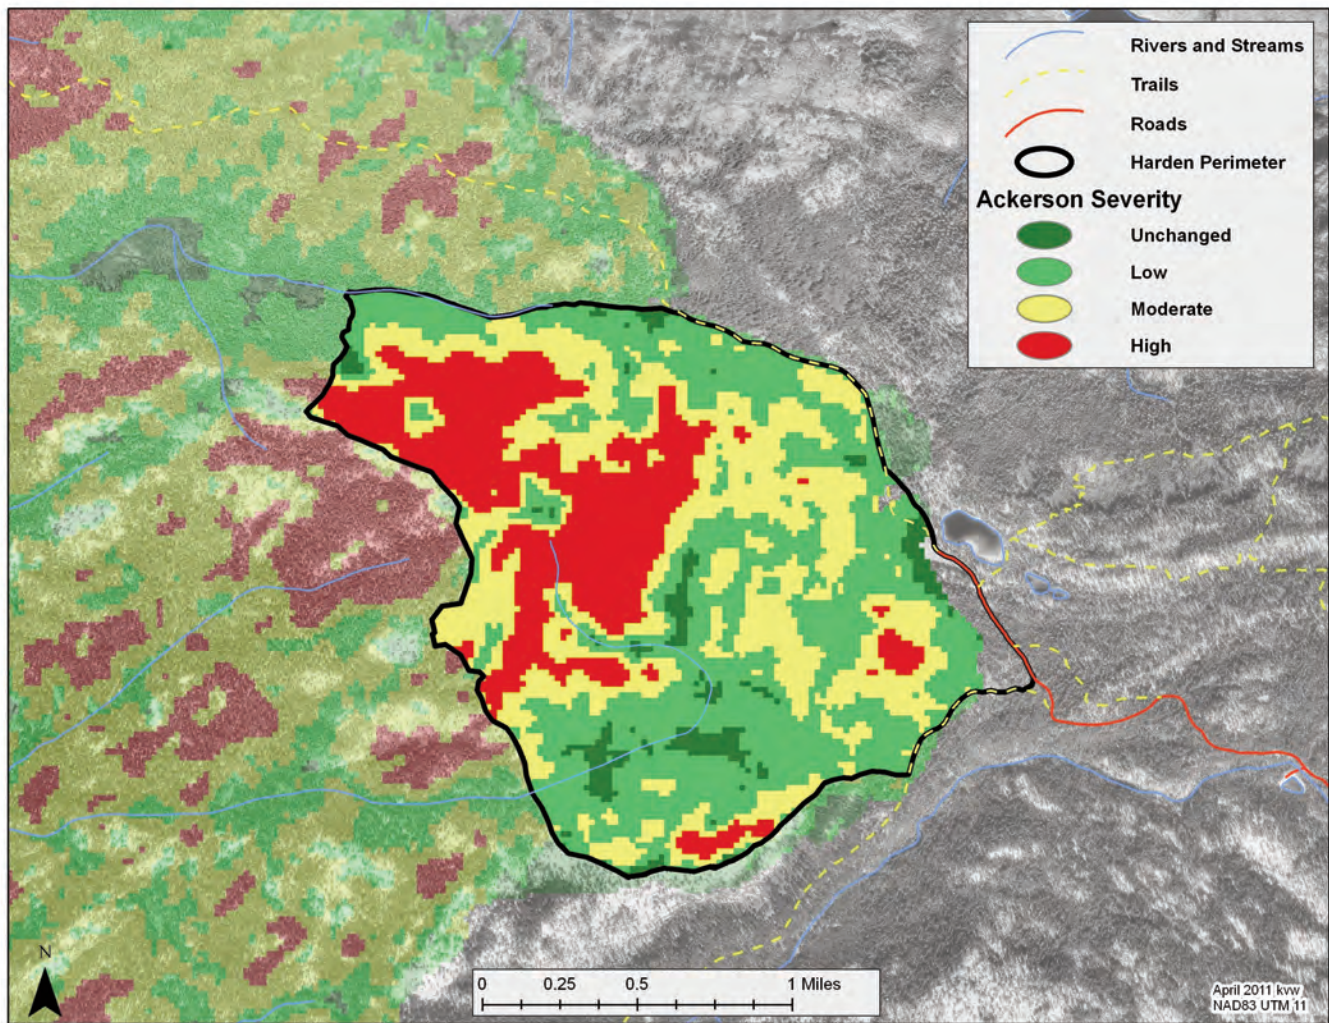 Rivers and Streams
Trails
Roads
Harden Perimeter
Ackerson Severity
Unchanged
Low
Moderate
High
N
0 0.25 0.5 1 Miles
April 2011 kvw
NAD83 UTM 11